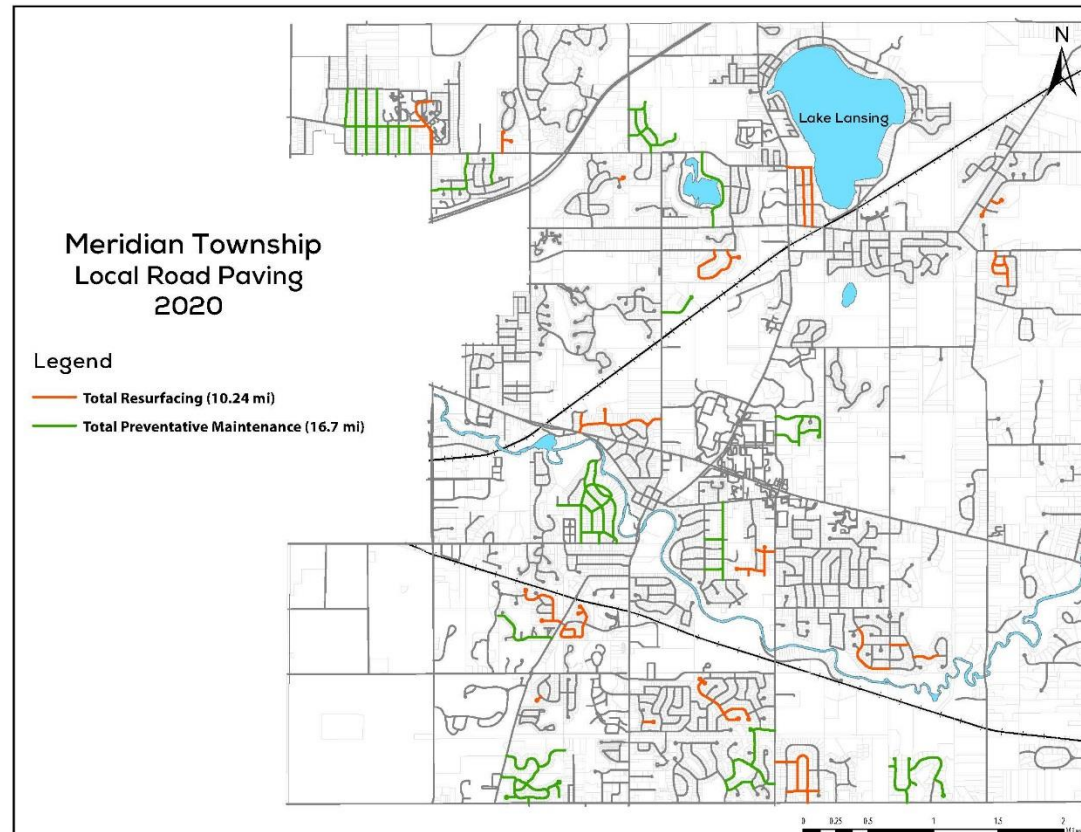 N
Lake Lansing
Meridian Township
Local Road Paving
2020
Legend
Total Resurfacing (10.24 mi)
Total Preventative Maintenance (16.7 mi)
0 0.25 0.5 1 1.5 2
Miles